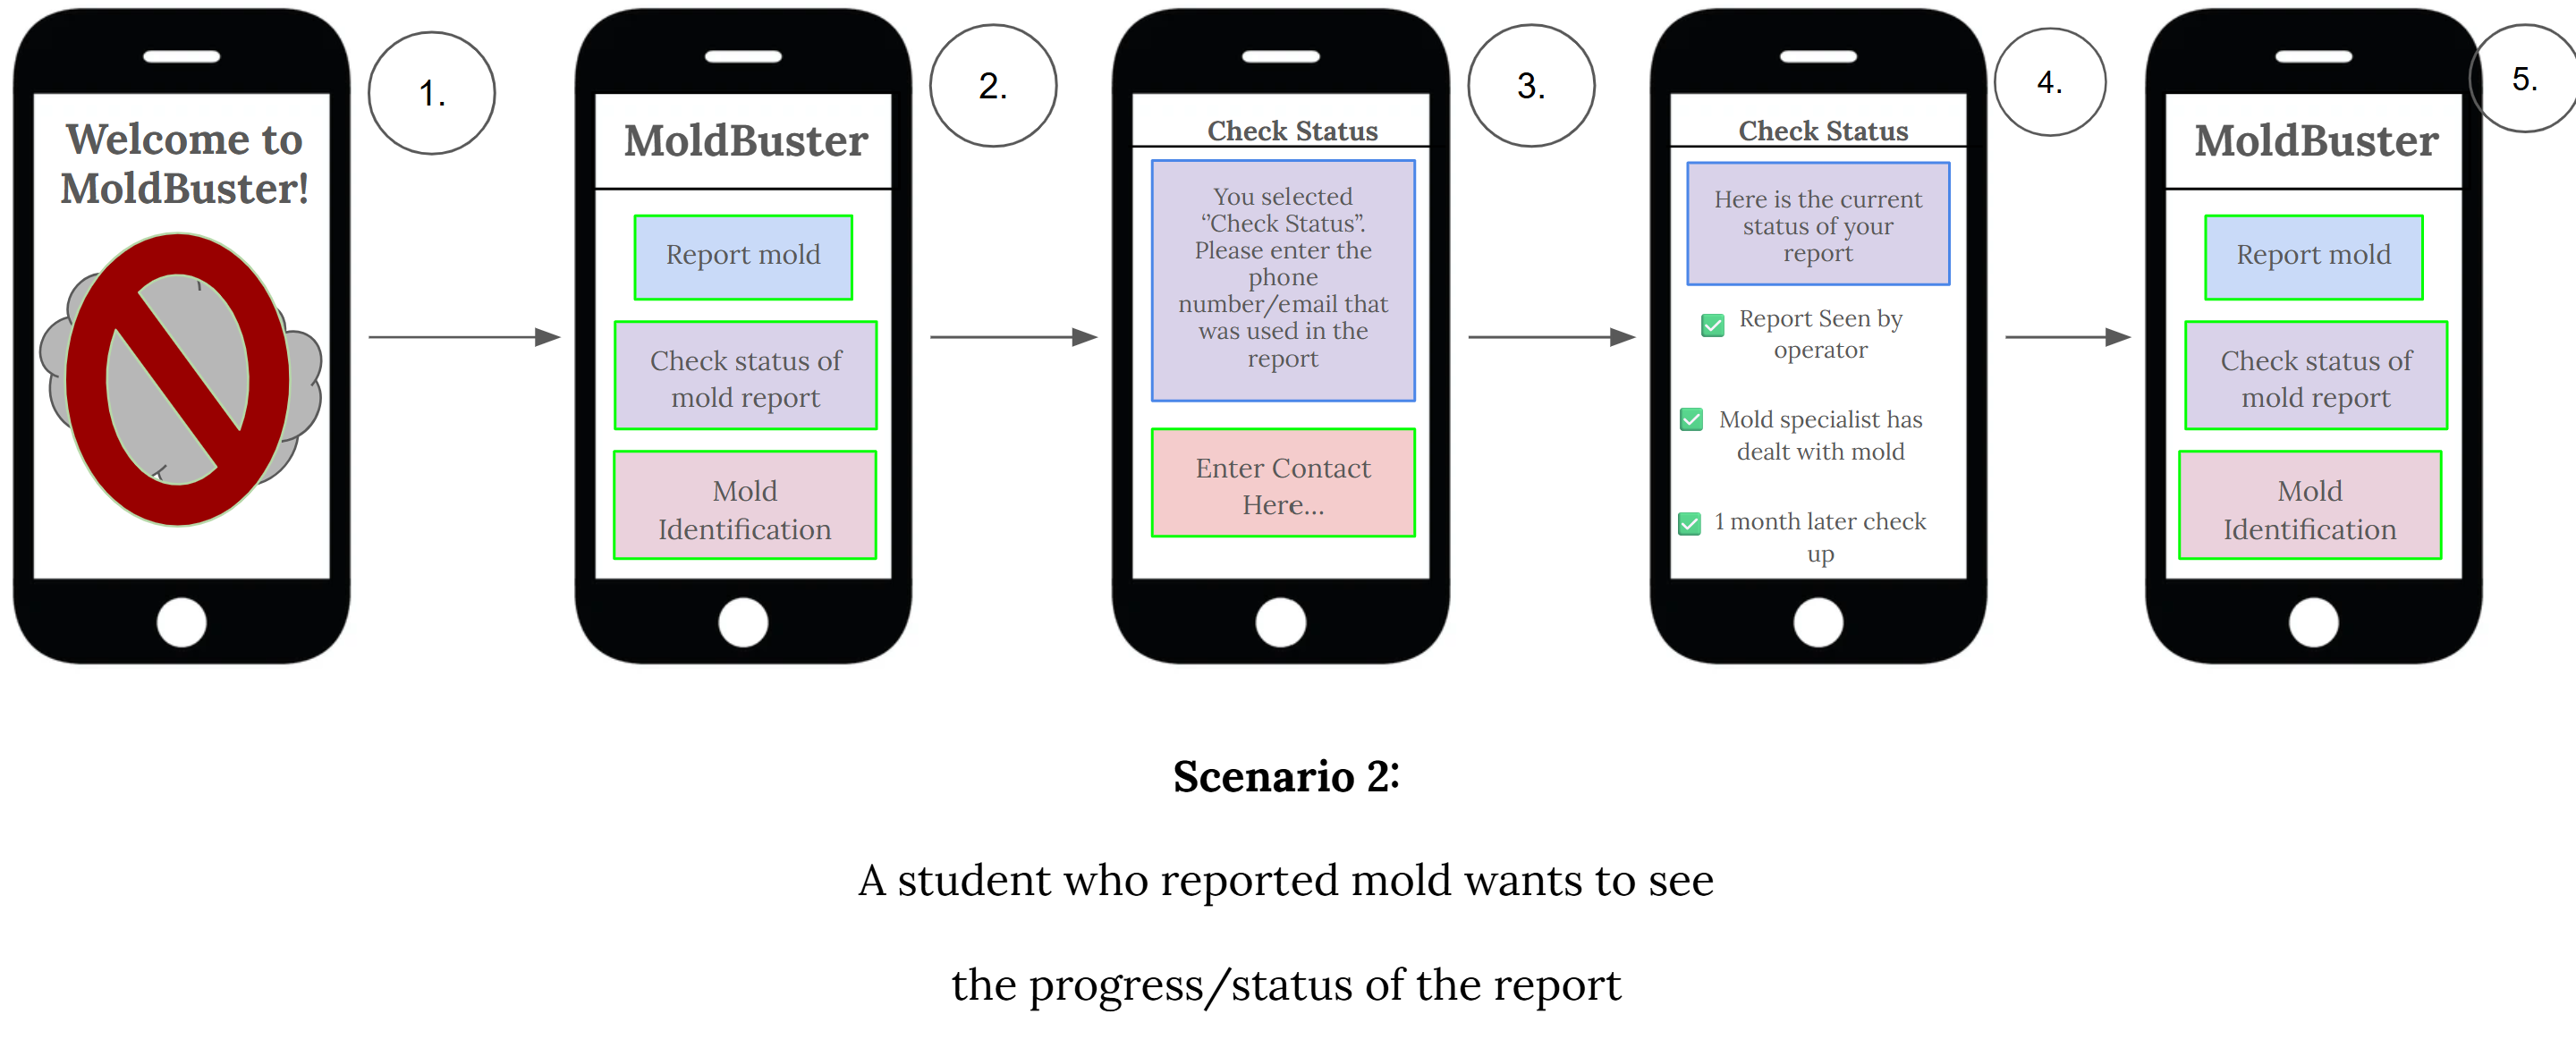 Welcome to
MoldBuster!
1.
MoldBuster
Report mold
Check status of
mold report
Mold
Identification
2.
Check Status
You selected
“Check Status”.
Please enter the
phone
number/email that
was used in the
report
Enter Contact
Here...
3.
Check Status
Here is the current
status of your
report
Report Seen by
operator
Mold specialist has
dealt with mold
1 month later check
up
4.
MoldBuster
Report mold
Check status of
mold report
Mold
Identification
5.
Scenario 2:
A student who reported mold wants to see
the progress/status of the report